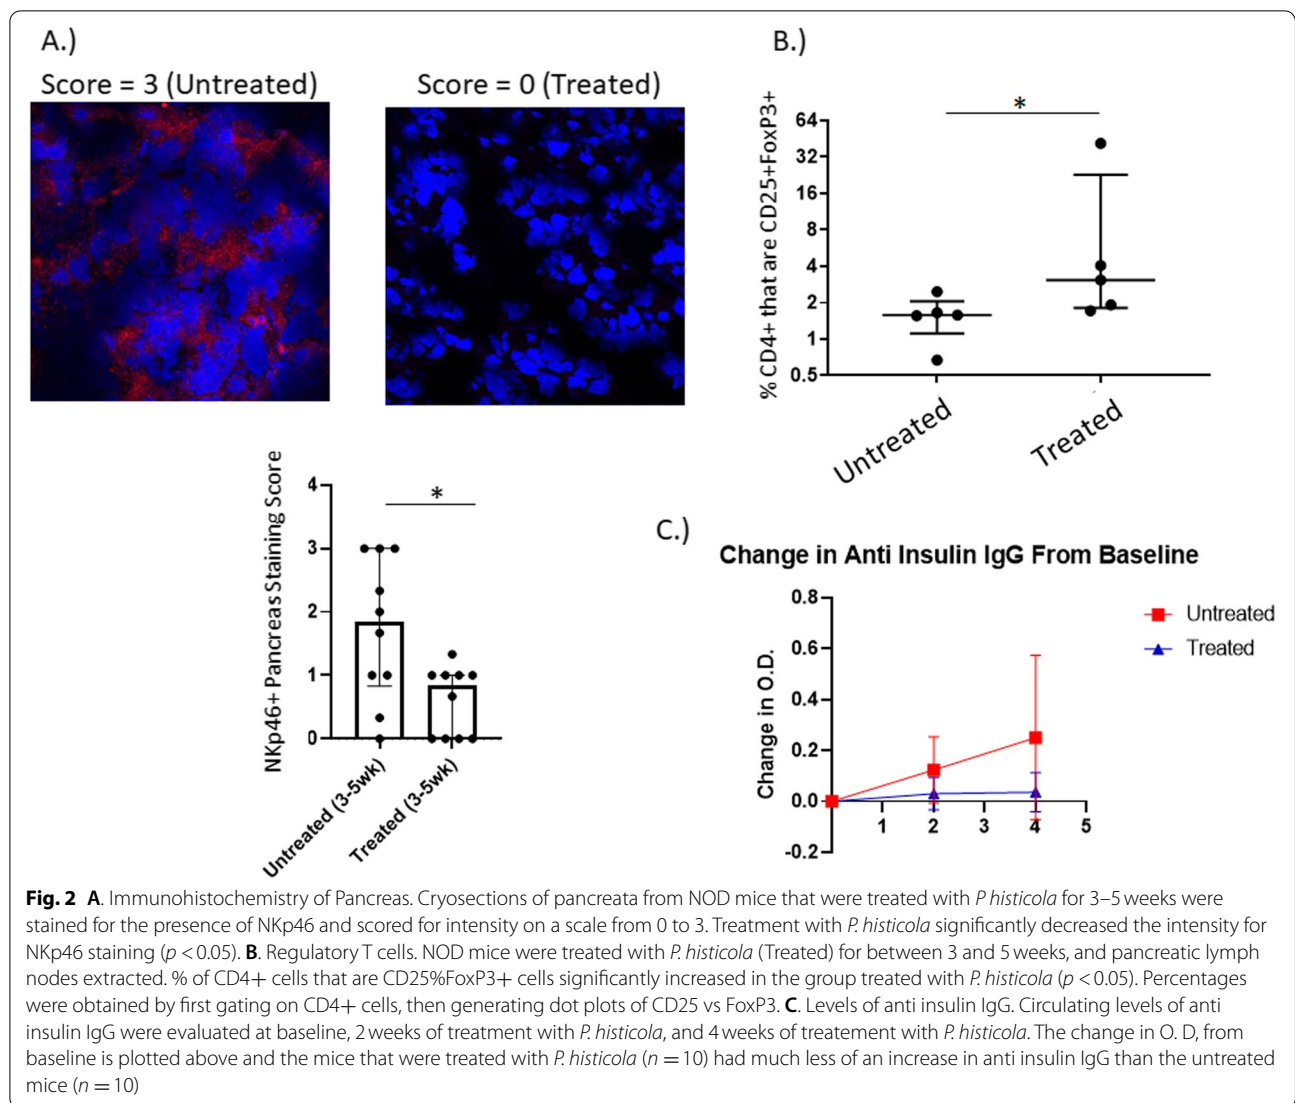 A.)
Score = 3 (Untreated)
Score = 0 (Treated)
B.)
% CD4+ that are CD25+FoxP3+
64
32
16
8
4
2
1
0.5
*
Untreated
Treated
NKp46+ Pancreas Staining Score
4
3
2
1
0
*
Untreated (3-5wk)
Treated (3-5wk)
C.)
Change in Anti Insulin IgG From Baseline
Change in O.D.
0.8
0.6
0.4
0.2
0.0
-0.2
1 2 3 4 5
Untreated
Treated
Fig. 2 A. Immunohistochemistry of Pancreas. Cryosections of pancreata from NOD mice that were treated with P histicola for 3–5 weeks were
stained for the presence of NKp46 and scored for intensity on a scale from 0 to 3. Treatment with P. histicola significantly decreased the intensity for
NKp46 staining (p < 0.05). B. Regulatory T cells. NOD mice were treated with P. histicola (Treated) for between 3 and 5 weeks, and pancreatic lymph
nodes extracted. % of CD4+ cells that are CD25%FoxP3+ cells significantly increased in the group treated with P. histicola (p < 0.05). Percentages
were obtained by first gating on CD4+ cells, then generating dot plots of CD25 vs FoxP3. C. Levels of anti insulin IgG. Circulating levels of anti
insulin IgG were evaluated at baseline, 2 weeks of treatment with P. histicola, and 4 weeks of treatement with P. histicola. The change in O. D, from
baseline is plotted above and the mice that were treated with P. histicola (n = 10) had much less of an increase in anti insulin IgG than the untreated
mice (n = 10)